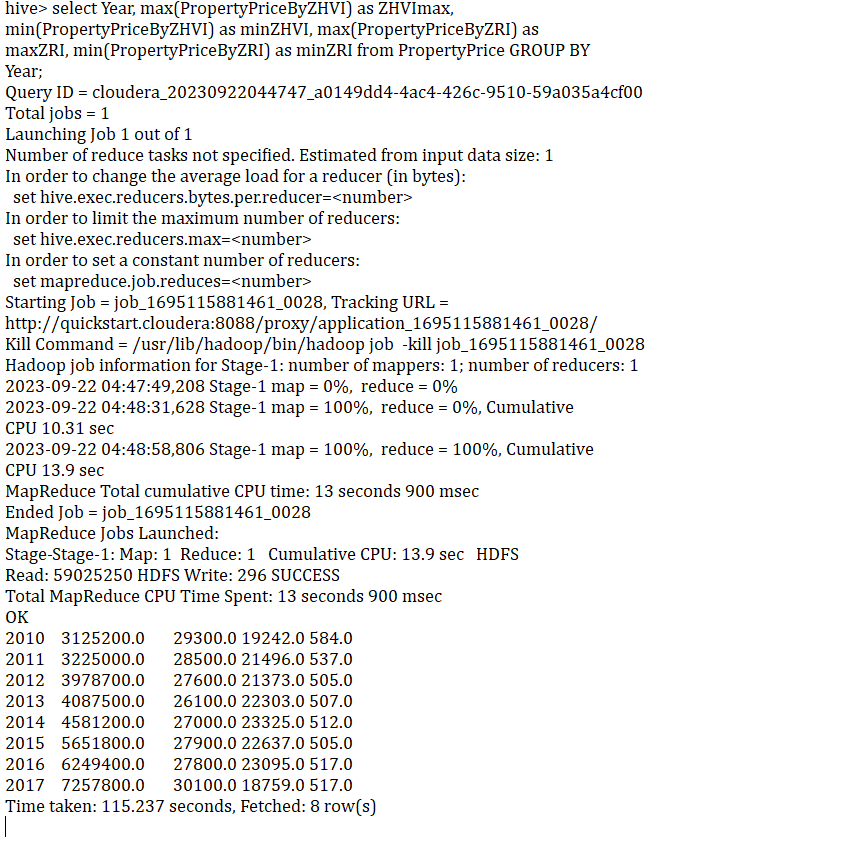 hive> select Year, max(PropertyPriceByZHVI) as ZHVImax,
min(PropertyPriceByZHVI) as minZHVI, max(PropertyPriceByZRI) as
maxZRI, min(PropertyPriceByZRI) as minZRI from PropertyPrice GROUP BY
Year;
Query ID = cloudera_20230922044747_a0149dd4-4ac4-426c-9510-59a035a4cf00
Total jobs = 1
Launching Job 1 out of 1
Number of reduce tasks not specified. Estimated from input data size: 1
In order to change the average load for a reducer (in bytes):
  set hive.exec.reducers.bytes.per.reducer=<number>
In order to limit the maximum number of reducers:
  set hive.exec.reducers.max=<number>
In order to set a constant number of reducers:
  set mapreduce.job.reduces=<number>
Starting Job = job_1695115881461_0028, Tracking URL =
http://quickstart.cloudera:8088/proxy/application_1695115881461_0028/
Kill Command = /usr/lib/hadoop/bin/hadoop job  -kill job_1695115881461_0028
Hadoop job information for Stage-1: number of mappers: 1; number of reducers: 1
2023-09-22 04:47:49,208 Stage-1 map = 0%,  reduce = 0%
2023-09-22 04:48:31,628 Stage-1 map = 100%,  reduce = 0%, Cumulative
CPU 10.31 sec
2023-09-22 04:48:58,806 Stage-1 map = 100%,  reduce = 100%, Cumulative
CPU 13.9 sec
MapReduce Total cumulative CPU time: 13 seconds 900 msec
Ended Job = job_1695115881461_0028
MapReduce Jobs Launched:
Stage-Stage-1: Map: 1  Reduce: 1   Cumulative CPU: 13.9 sec   HDFS
Read: 59025250 HDFS Write: 296 SUCCESS
Total MapReduce CPU Time Spent: 13 seconds 900 msec
OK
2010 3125200.0 29300.0 19242.0 584.0
2011 3225000.0 28500.0 21496.0 537.0
2012 3978700.0 27600.0 21373.0 505.0
2013 4087500.0 26100.0 22303.0 507.0
2014 4581200.0 27000.0 23325.0 512.0
2015 5651800.0 27900.0 22637.0 505.0
2016 6249400.0 27800.0 23095.0 517.0
2017 7257800.0 30100.0 18759.0 517.0
Time taken: 115.237 seconds, Fetched: 8 row(s)